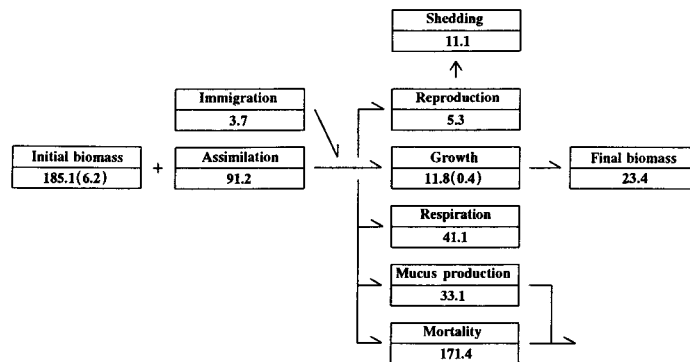 Shedding
11.1
Immigration
3.7
Reproduction
5.3
Initial biomass
185.1(6.2)
+
Assimilation
91.2
Growth
11.8(0.4)
Final biomass
23.4
Respiration
41.1
Mucus production
33.1
Mortality
171.4